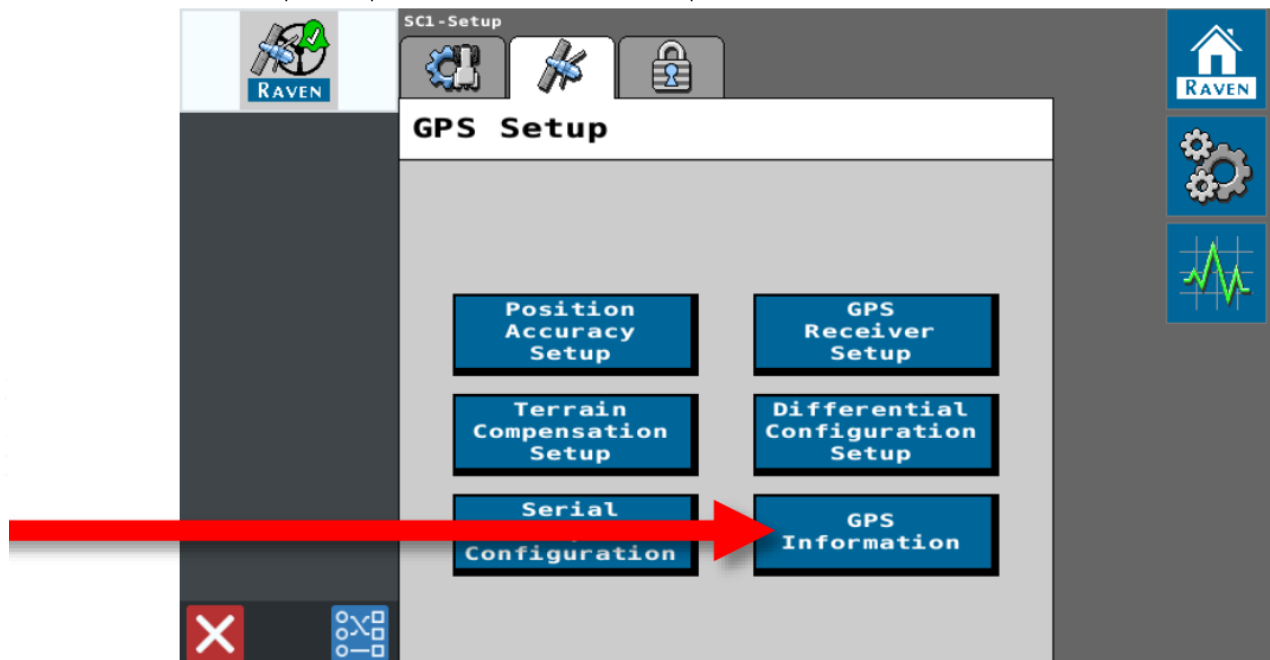 SC1-Setup
RAVEN
RAVEN
GPS Setup
Position
Accuracy
Setup
GPS
Receiver
Setup
Terrain
Compensation
Setup
Differential
Configuration
Setup
Serial
Configuration
GPS
Information